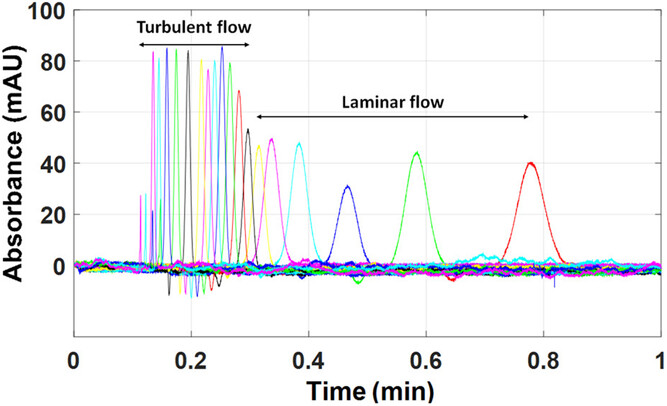 Turbulent flow
Laminar flow
Absorbance (mAU)
100
80
60
40
20
0
0 0.2 0.4 0.6 0.8 1
Time (min)